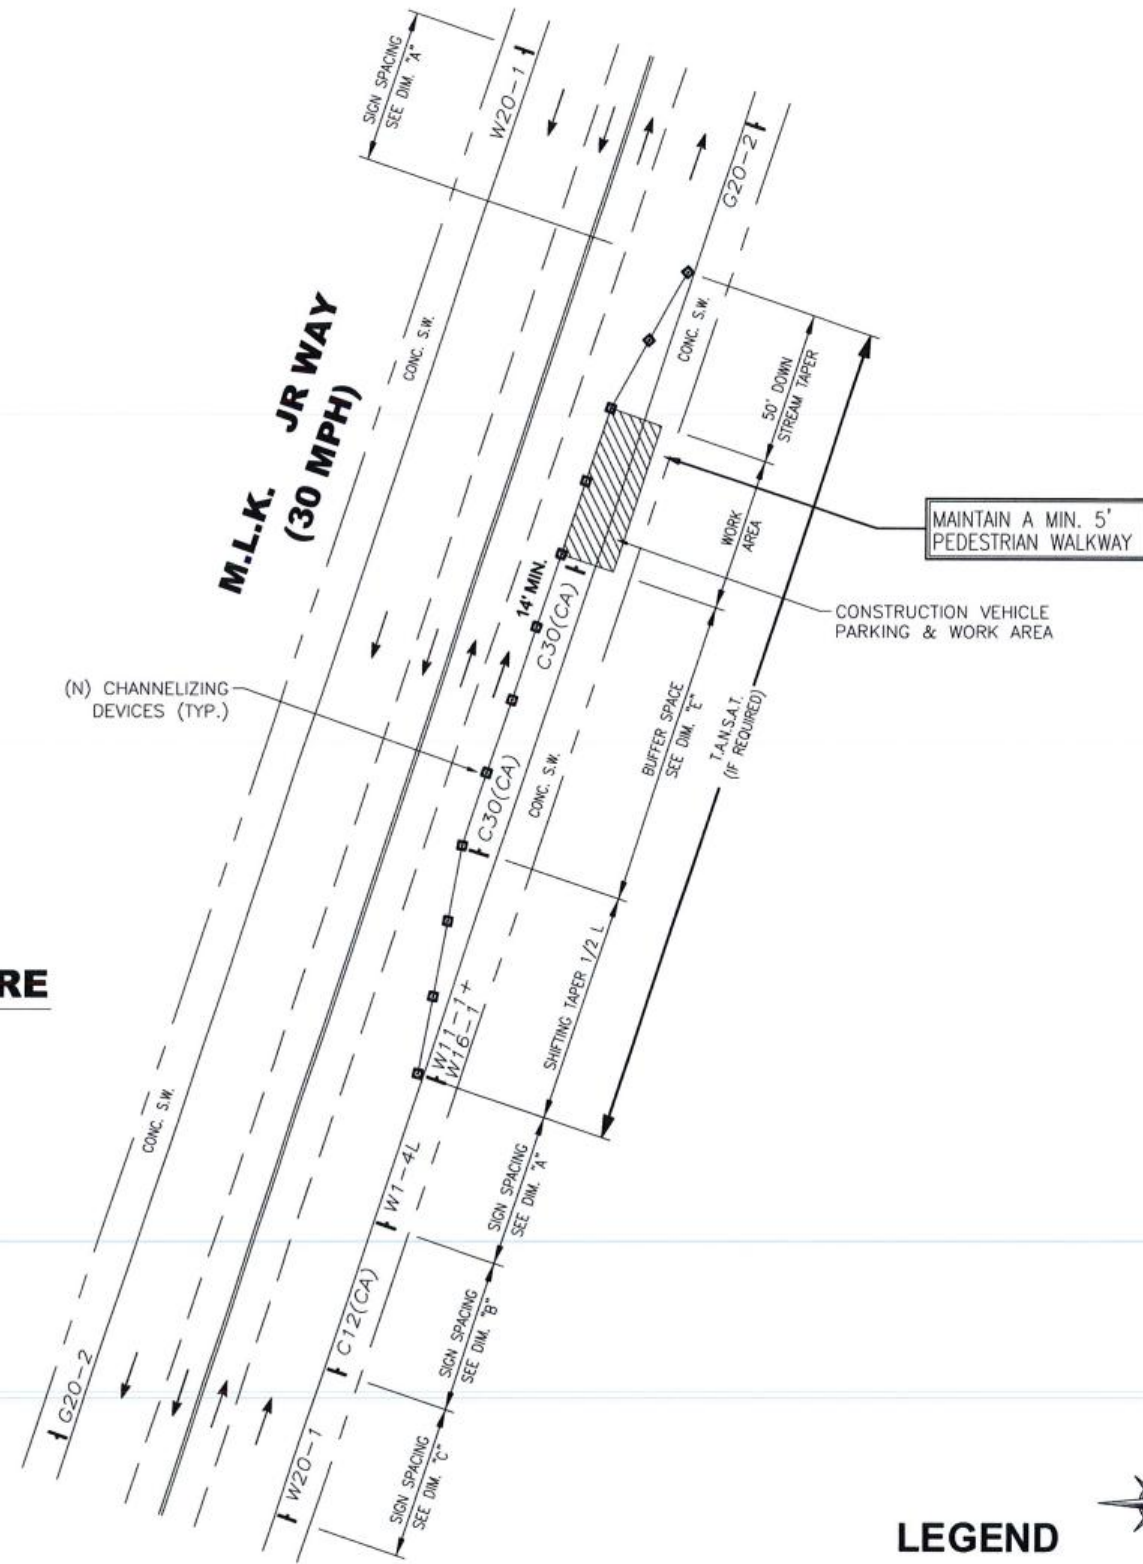 SIGN SPACING
SEE DIM. "A"
W20-1
G20-2
M.L.K. JR WAY
(30 MPH)
CONC. S.W.
CONC. S.W.
50' DOWN
STREAM TAPER
WORK
AREA
MAINTAIN A MIN. 5'
PEDESTRIAN WALKWAY
14' MIN.
C30(CA)
CONSTRUCTION VEHICLE
PARKING & WORK AREA
(N) CHANNELIZING
DEVICES (TYP.)
BUFFER SPACE
SEE DIM. "E"
T.A.N.S.A.T.
(IF REQUIRED)
C30(CA)
CONC. S.W.
RE
SHIFTING TAPER 1/2 L
W11-1+
W16-1
CONC. S.W.
W1-4L
SIGN SPACING
SEE DIM. "A"
C12(CA)
SIGN SPACING
SEE DIM. "B"
G20-2
W20-1
SIGN SPACING
SEE DIM. "C"
LEGEND